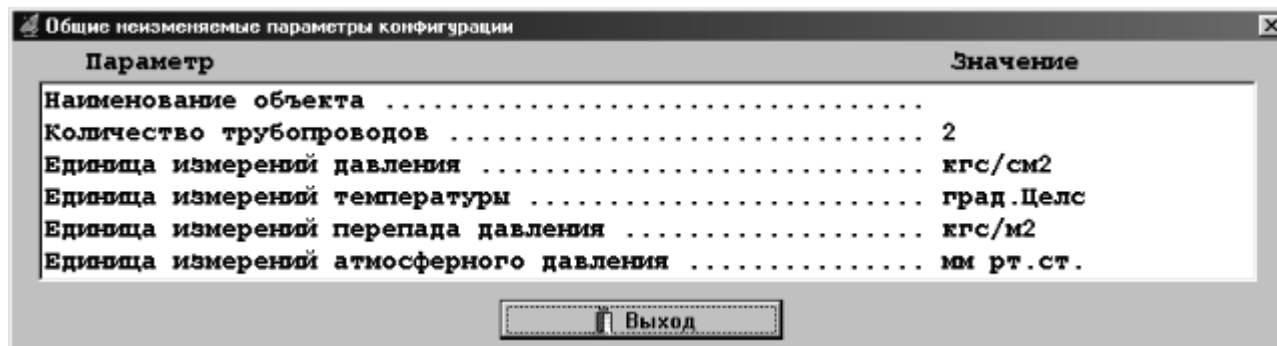 Общие неизменяемые параметры конфигурации
Параметр Значение
Наименование объекта ..................................
Количество трубопроводов .............................. 2
Единица измерений давления ............................ кгс/см2
Единица измерений температуры ......................... град.Целс
Единица измерений перепада давления ................... кгс/м2
Единица измерений атмосферного давления ............... мм рт.ст.
Выход